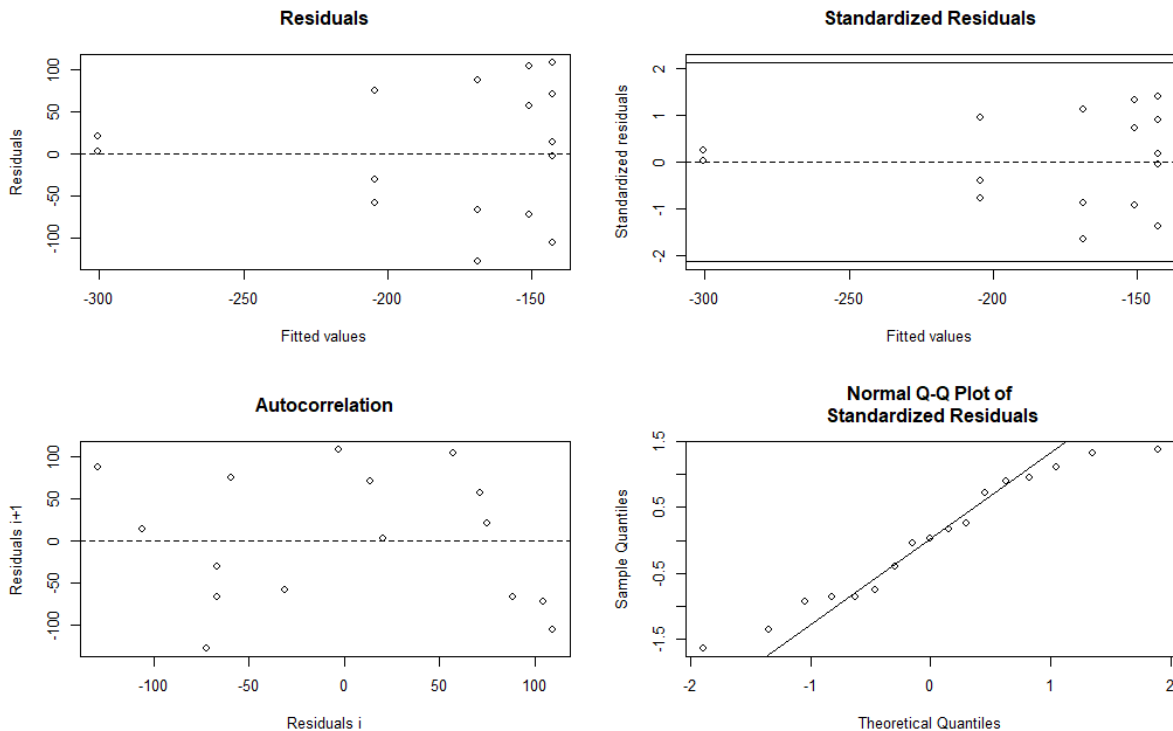 Residuals
Residuals
100
50
0
-50
-100
-300
-250
-200
-150
Fitted values
Standardized Residuals
Standardized residuals
2
1
0
-1
-2
-300
-250
-200
-150
Fitted values
Autocorrelation
Residuals i+1
100
50
0
-50
-100
-100
-50
0
50
100
Residuals i
Normal Q-Q Plot of
Standardized Residuals
Sample Quantiles
1.5
0.5
-0.5
-1.5
-2
-1
0
1
2
Theoretical Quantiles